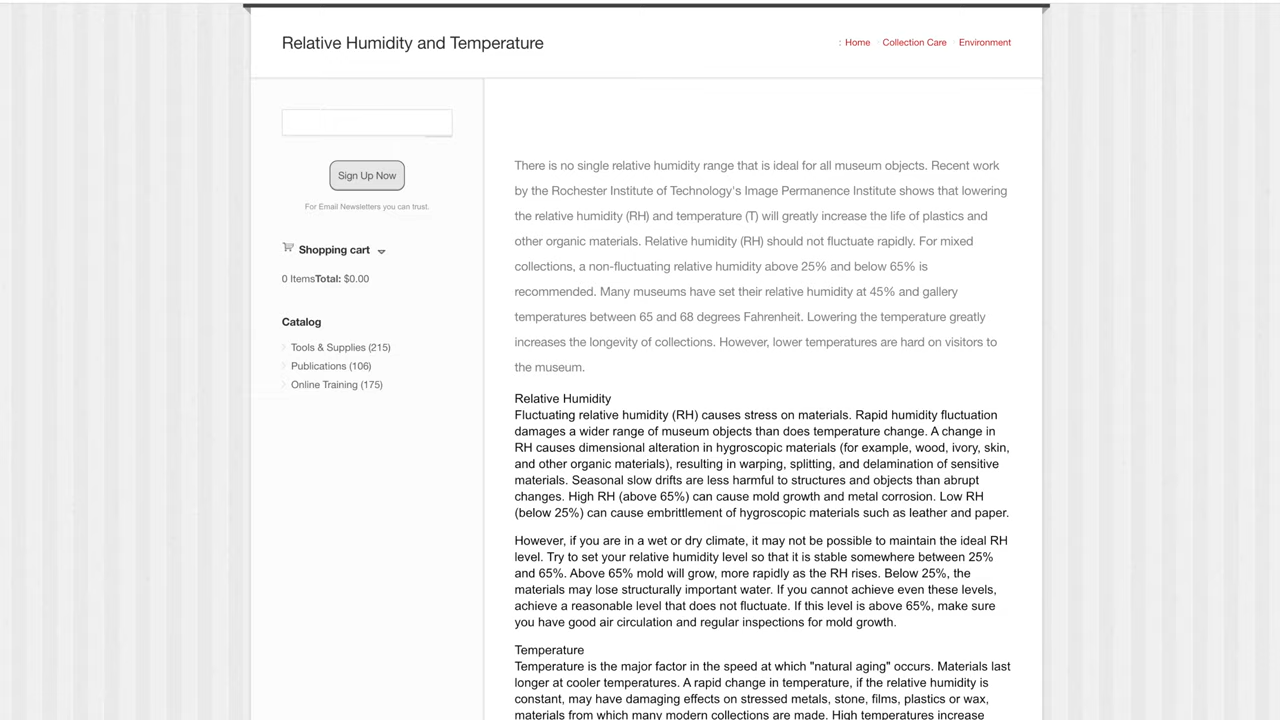 Relative Humidity and Temperature
: Home Collection Care Environment
Sign Up Now
For Email Newsletters you can trust.
Shopping cart
0 ItemsTotal: $0.00
Catalog
Tools & Supplies (215)
Publications (106)
Online Training (175)
There is no single relative humidity range that is ideal for all museum objects. Recent work
by the Rochester Institute of Technology's Image Permanence Institute shows that lowering
the relative humidity (RH) and temperature (T) will greatly increase the life of plastics and
other organic materials. Relative humidity (RH) should not fluctuate rapidly. For mixed
collections, a non-fluctuating relative humidity above 25% and below 65% is
recommended. Many museums have set their relative humidity at 45% and gallery
temperatures between 65 and 68 degrees Fahrenheit. Lowering the temperature greatly
increases the longevity of collections. However, lower temperatures are hard on visitors to
the museum.
Relative Humidity
Fluctuating relative humidity (RH) causes stress on materials. Rapid humidity fluctuation
damages a wider range of museum objects than does temperature change. A change in
RH causes dimensional alteration in hygroscopic materials (for example, wood, ivory, skin,
and other organic materials), resulting in warping, splitting, and delamination of sensitive
materials. Seasonal slow drifts are less harmful to structures and objects than abrupt
changes. High RH (above 65%) can cause mold growth and metal corrosion. Low RH
(below 25%) can cause embrittlement of hygroscopic materials such as leather and paper.
However, if you are in a wet or dry climate, it may not be possible to maintain the ideal RH
level. Try to set your relative humidity level so that it is stable somewhere between 25%
and 65%. Above 65% mold will grow, more rapidly as the RH rises. Below 25%, the
materials may lose structurally important water. If you cannot achieve even these levels,
achieve a reasonable level that does not fluctuate. If this level is above 65%, make sure
you have good air circulation and regular inspections for mold growth.
Temperature
Temperature is the major factor in the speed at which "natural aging" occurs. Materials last
longer at cooler temperatures. A rapid change in temperature, if the relative humidity is
constant, may have damaging effects on stressed metals, stone, films, plastics or wax,
materials from which many modern collections are made. High temperatures increase